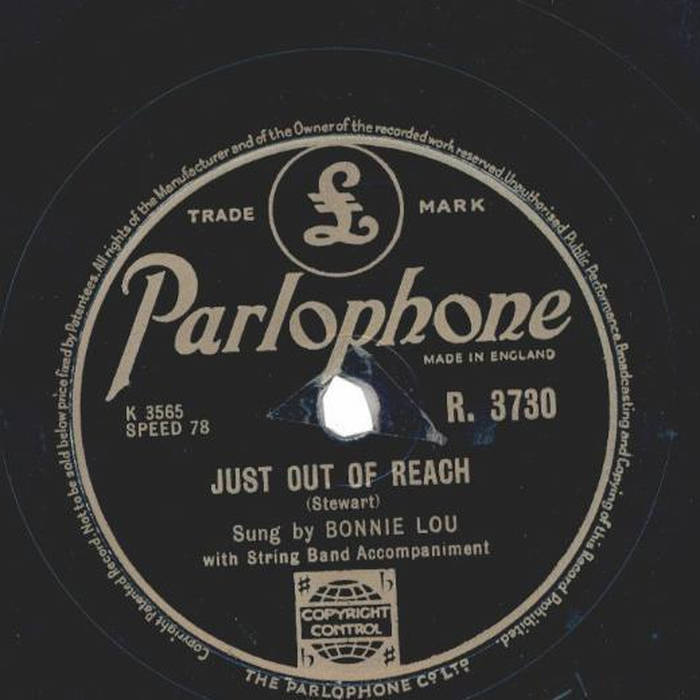 Copyright Patented Record. Not to be sold below price fixed by Patentees. All rights of the Manufacturer and of the Owner of the recorded work reserved. Unauthorised Public Performance Broadcasting and Copying of this Record Prohibited.
£
TRADE MARK
Parlophone
MADE IN ENGLAND
K 3565
SPEED 78
R. 3730
JUST OUT OF REACH
(Stewart)
Sung by BONNIE LOU
with String Band Accompaniment
COPYRIGHT
CONTROL
THE PARLOPHONE Co LTD